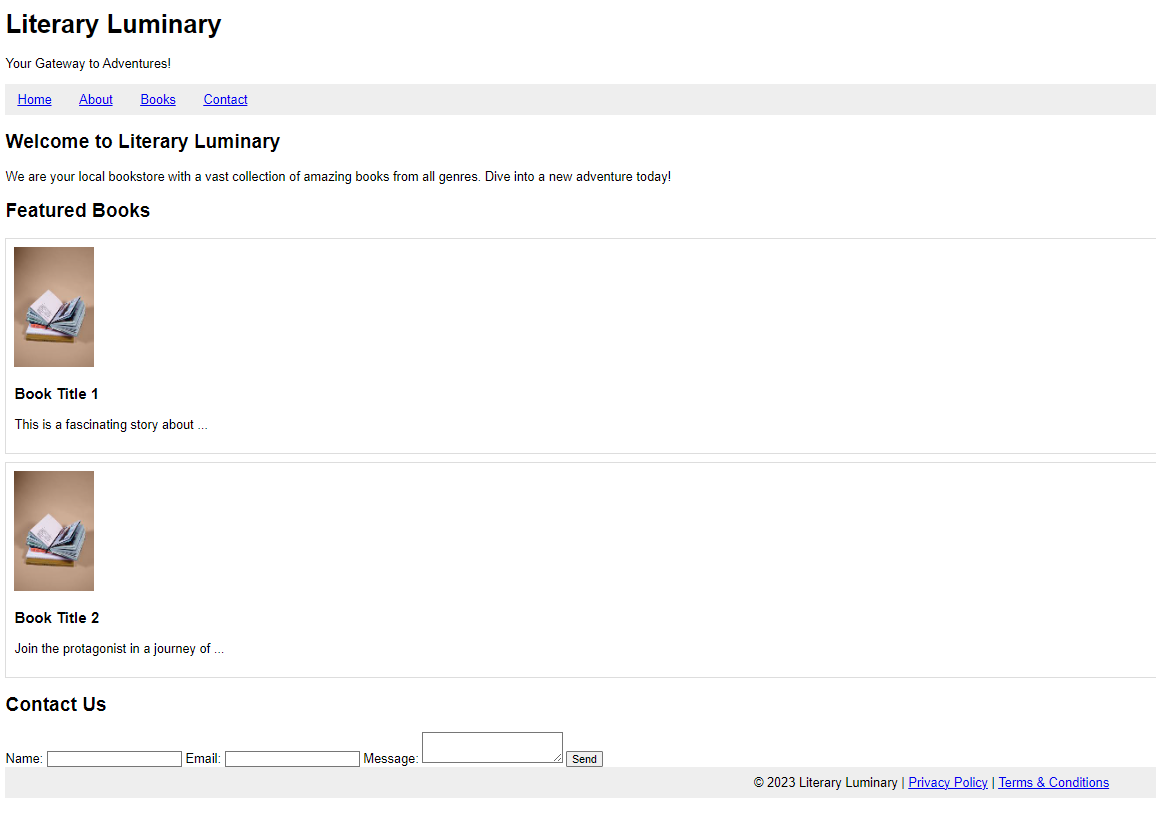 Literary Luminary
Your Gateway to Adventures!
Home About Books Contact
Welcome to Literary Luminary
We are your local bookstore with a vast collection of amazing books from all genres. Dive into a new adventure today!
Featured Books
Book Title 1
This is a fascinating story about ...
Book Title 2
Join the protagonist in a journey of ...
Contact Us
Name: Email: Message: Send
© 2023 Literary Luminary | Privacy Policy | Terms & Conditions